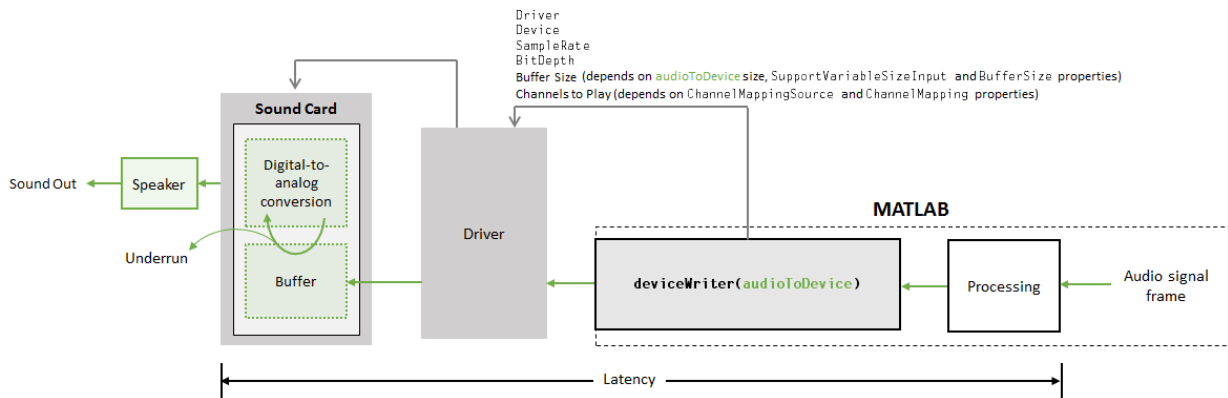 Driver
Device
SampleRate
BitDepth
Buffer Size (depends on audioToDevice size, SupportVariableSizeInput and BufferSize properties)
Channels to Play (depends on ChannelMappingSource and ChannelMapping properties)
Sound Card
Digital-to-
analog
conversion
Sound Out
Speaker
Underrun
Buffer
Driver
MATLAB
deviceWriter(audioToDevice)
Processing
Audio signal
frame
Latency